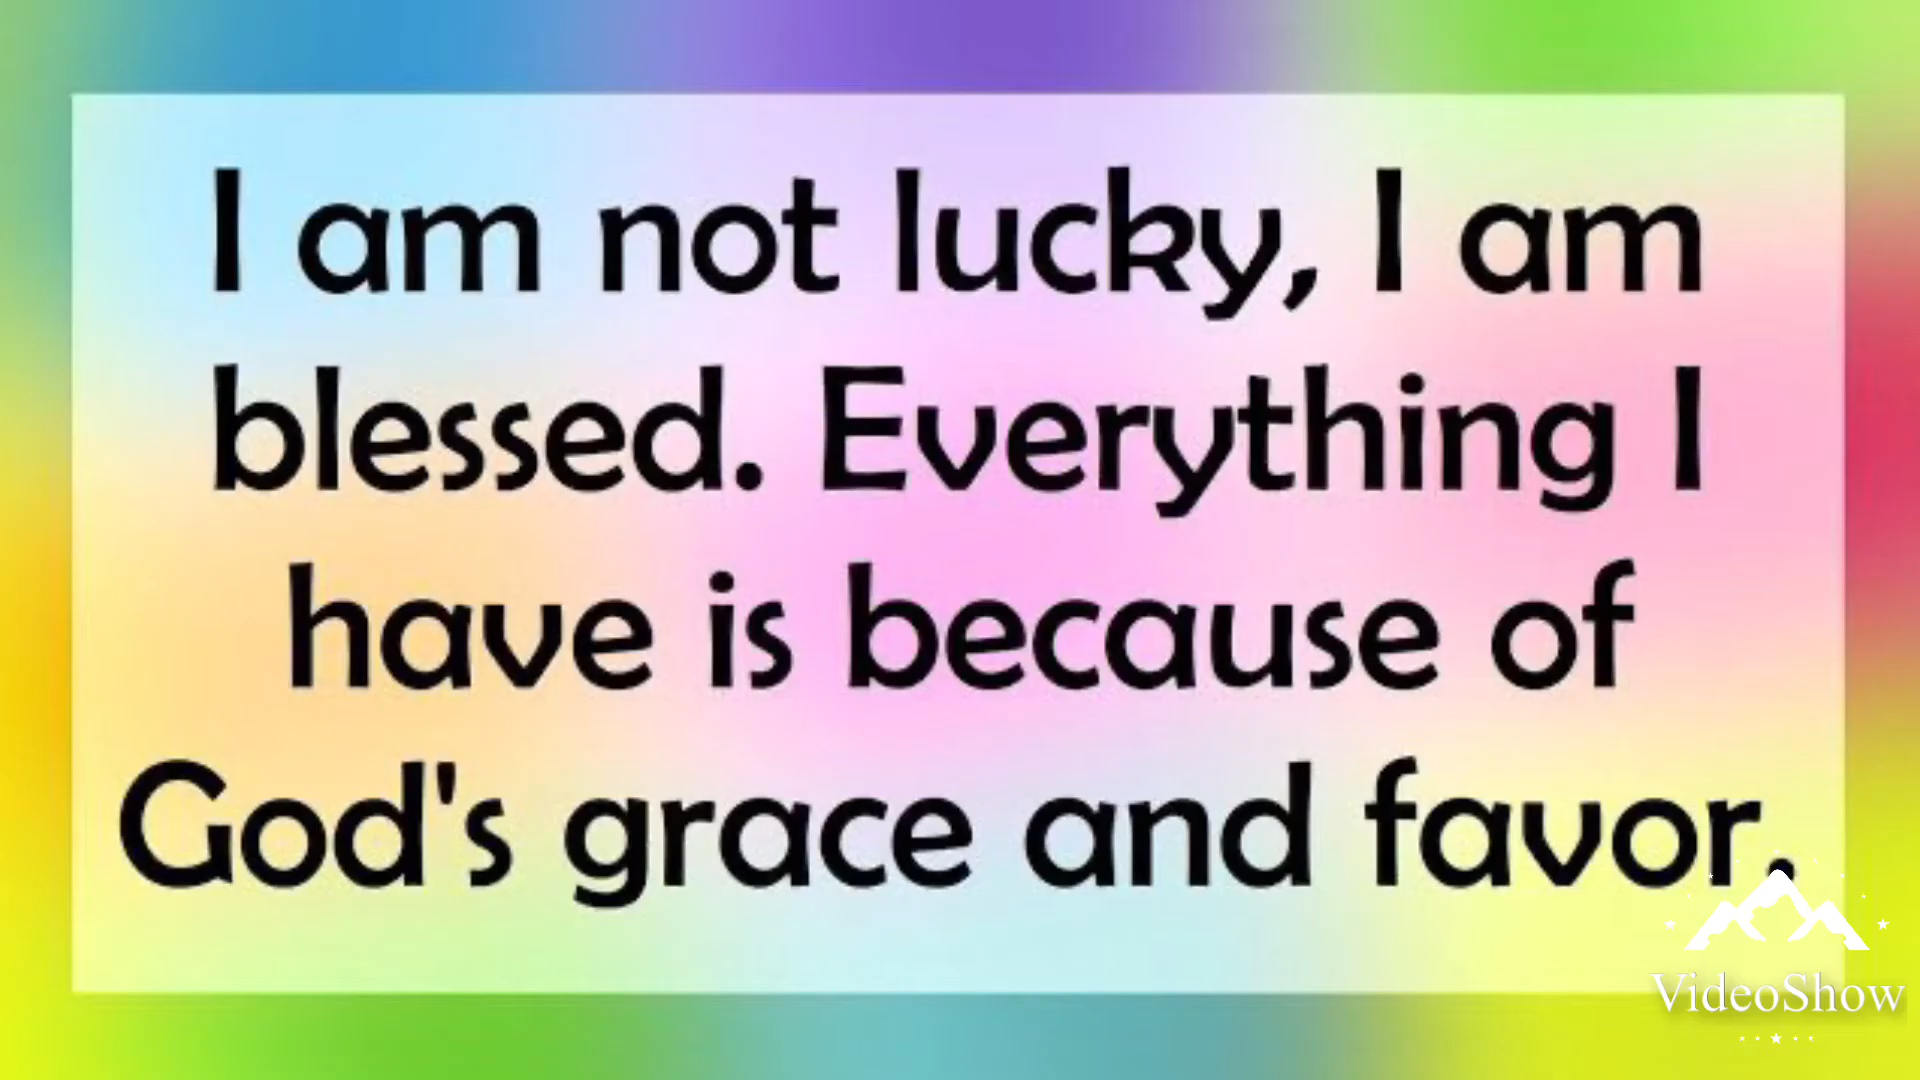 I am not lucky, I am
blessed. Everything I
have is because of
God's grace and favor.
VideoShow